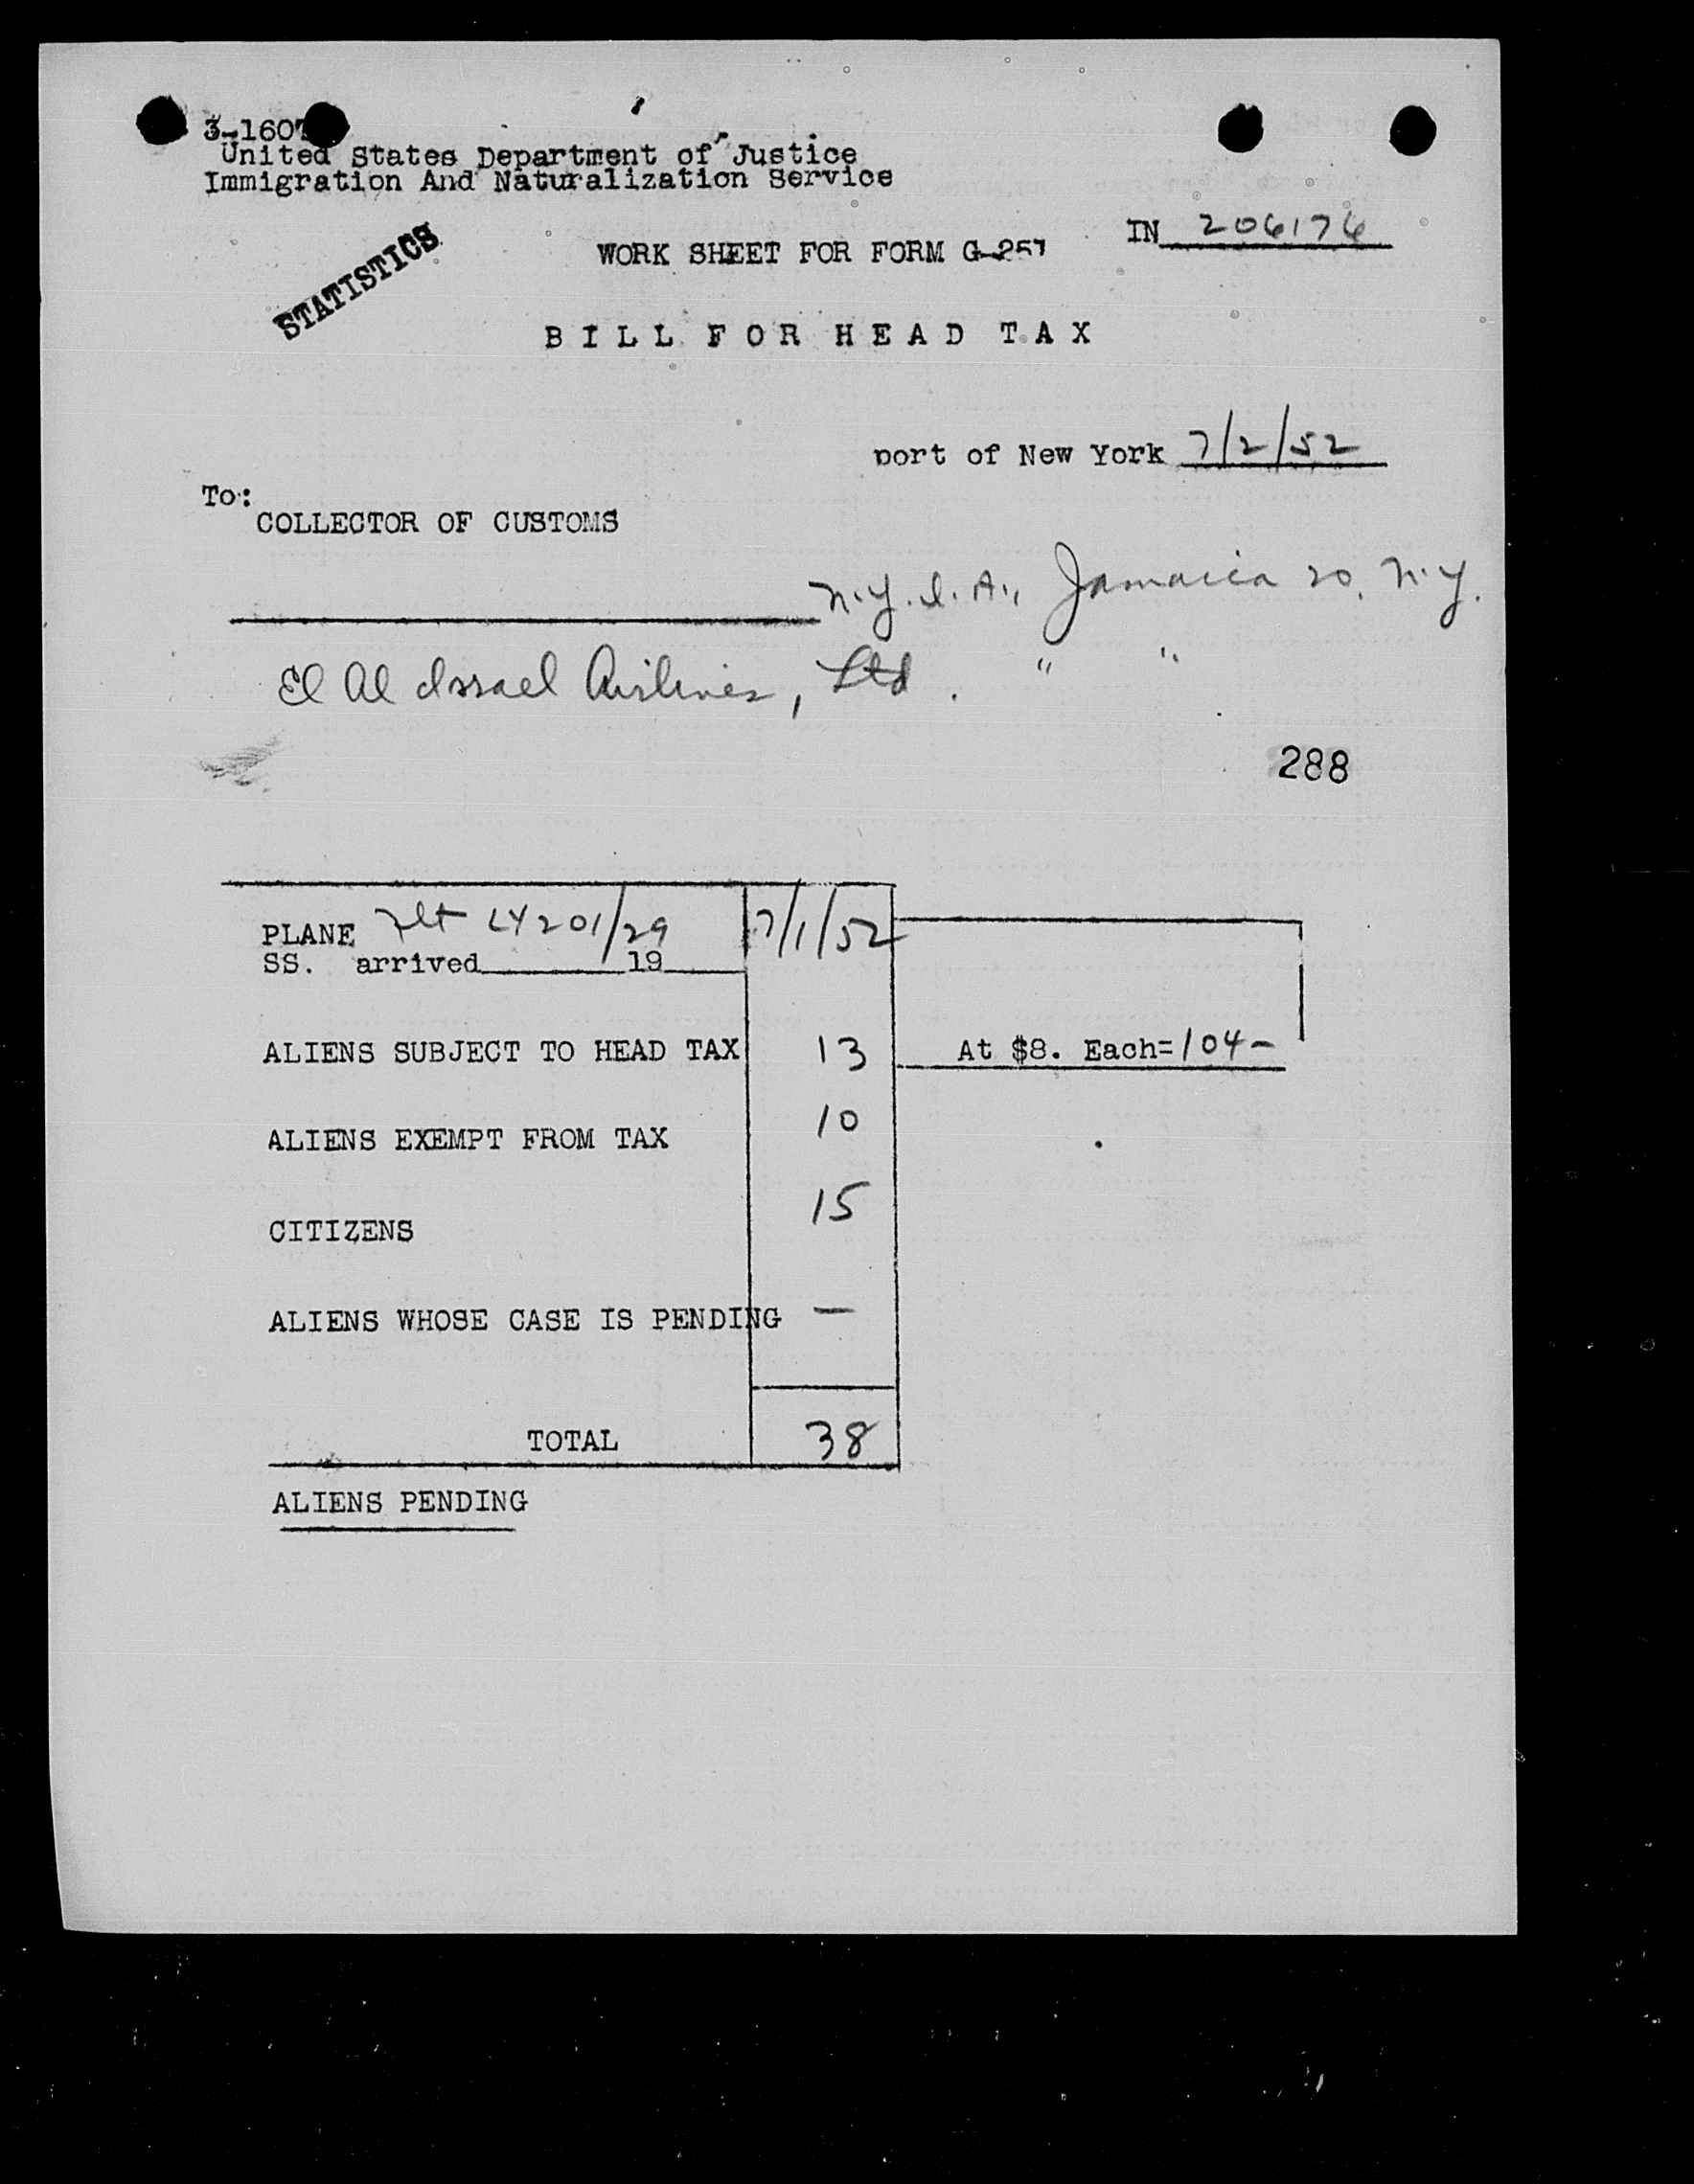 3-1607
United States Department of Justice
Immigration And Naturalization Service
IN 206176
STATISTICS
WORK SHEET FOR FORM G-257
BILL FOR HEAD TAX
port of New York 7/2/52
To:
COLLECTOR OF CUSTOMS
N.Y.I.A., Jamaica 20, N.Y.
El Al Israel Airlines, Ltd. " "
288
PLANE Flt LY201/29 7/1/52
SS. arrived 19
ALIENS SUBJECT TO HEAD TAX 13 At $8. Each=104-
ALIENS EXEMPT FROM TAX 10
CITIZENS 15
ALIENS WHOSE CASE IS PENDING —
TOTAL 38
ALIENS PENDING